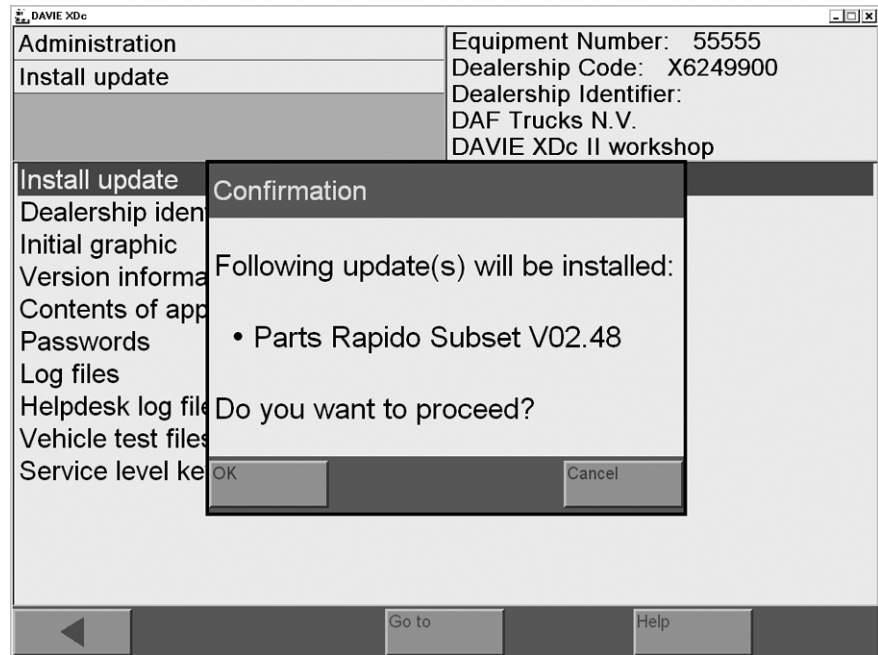 DAVIE XDc
Administration
Install update
Equipment Number: 55555
Dealership Code: X6249900
Dealership Identifier:
DAF Trucks N.V.
DAVIE XDc II workshop
Install update
Dealership iden
Initial graphic
Version informa
Contents of app
Passwords
Log files
Helpdesk log file
Vehicle test files
Service level ke
Confirmation
Following update(s) will be installed:
• Parts Rapido Subset V02.48
Do you want to proceed?
OK
Cancel
Go to
Help